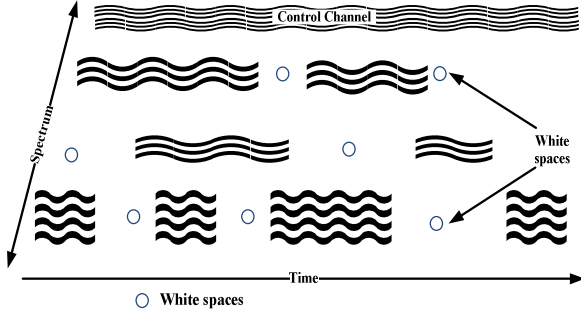 Control Channel
Spectrum
White
spaces
Time
White spaces